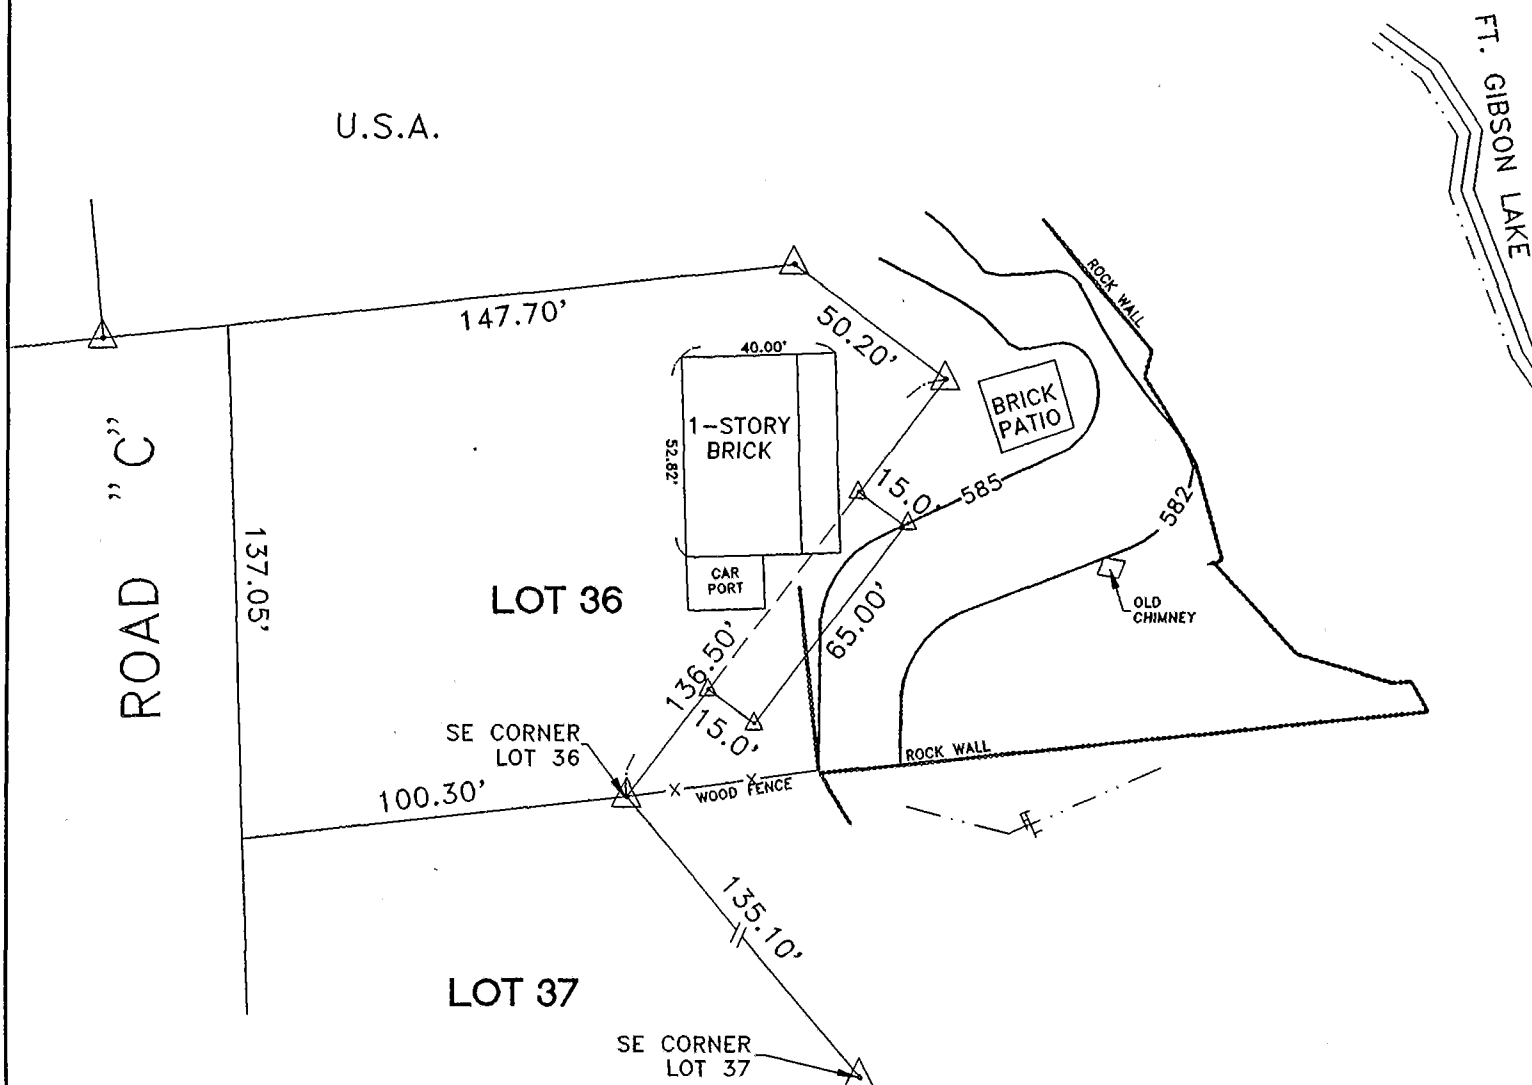 FT. GIBSON LAKE
U.S.A.
ROCK WALL
147.70'
50.20'
40.00'
1-STORY
BRICK
52.82'
BRICK
PATIO
ROAD "C"
137.05'
15.0
585
582
CAR
PORT
LOT 36
65.00'
OLD
CHIMNEY
136.50'
15.0'
SE CORNER
LOT 36
100.30'
WOOD FENCE
ROCK WALL
135.10'
LOT 37
SE CORNER
LOT 37